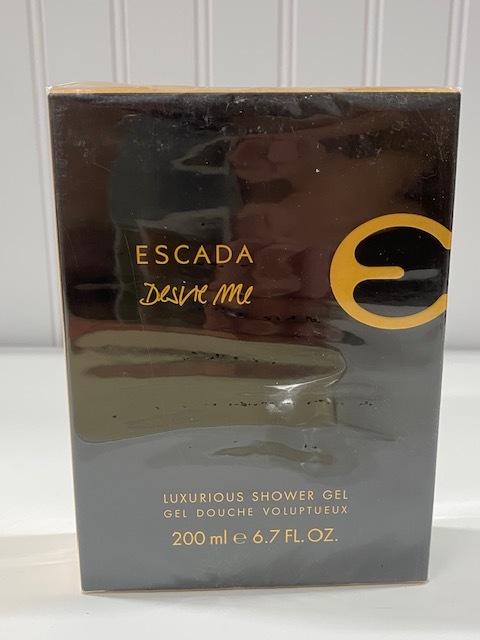 ESCADA
Desire Me
e
LUXURIOUS SHOWER GEL
GEL DOUCHE VOLUPTUEUX
200 ml ℮ 6.7 FL. OZ.